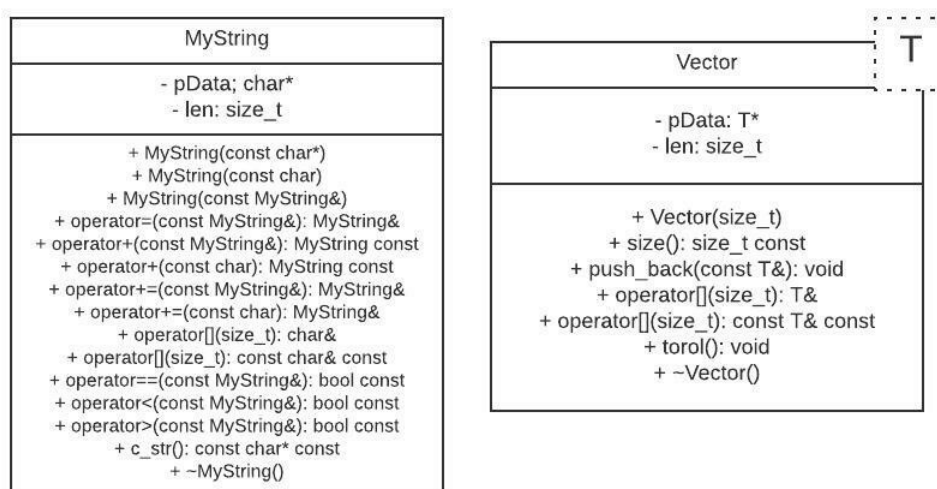 MyString
- pData; char*
- len: size_t
+ MyString(const char*)
+ MyString(const char)
+ MyString(const MyString&)
+ operator=(const MyString&): MyString&
+ operator+(const MyString&): MyString const
+ operator+(const char): MyString const
+ operator+=(const MyString&): MyString&
+ operator+=(const char): MyString&
+ operator[](size_t): char&
+ operator[](size_t): const char& const
+ operator==(const MyString&): bool const
+ operator<(const MyString&): bool const
+ operator>(const MyString&): bool const
+ c_str(): const char* const
+ ~MyString()
T
Vector
- pData: T*
- len: size_t
+ Vector(size_t)
+ size(): size_t const
+ push_back(const T&): void
+ operator[](size_t): T&
+ operator[](size_t): const T& const
+ torol(): void
+ ~Vector()